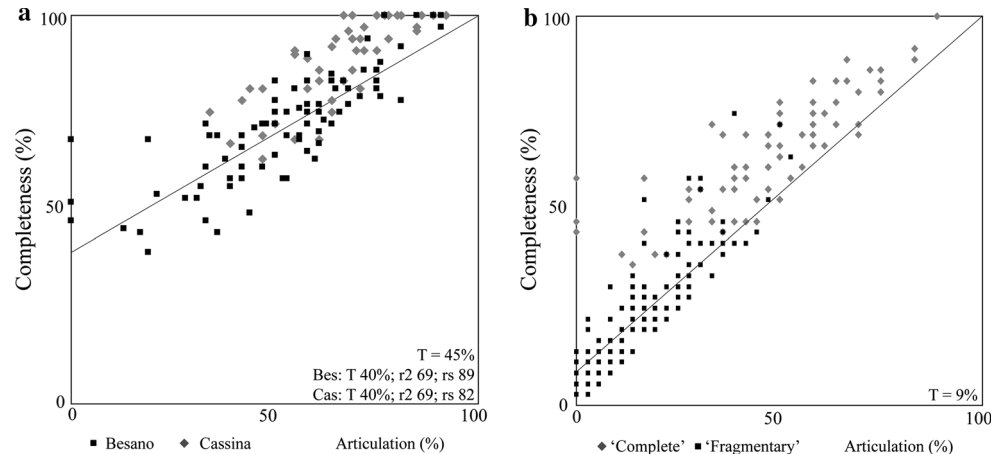 a
100
50
0
Completeness (%)
T = 45%
Bes: T 40%; r2 69; rs 89
Cas: T 40%; r2 69; rs 82
0 50 100
Besano Cassina Articulation (%)
b
100
50
0
Completeness (%)
T = 9%
0 50 100
‘Complete’ ‘Fragmentary’ Articulation (%)